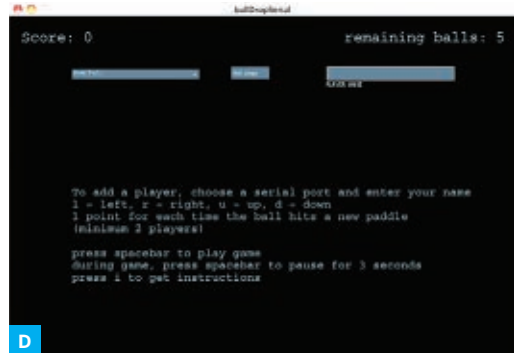 Score: 0
remaining balls: 5
To add a player, choose a serial port and enter your name
l - left, r - right, u - up, d - down
1 point for each time the ball hits a new paddle
(minimum 2 players)
press spacebar to play game
during game, press spacebar to pause for 3 seconds
press i to get instructions
D